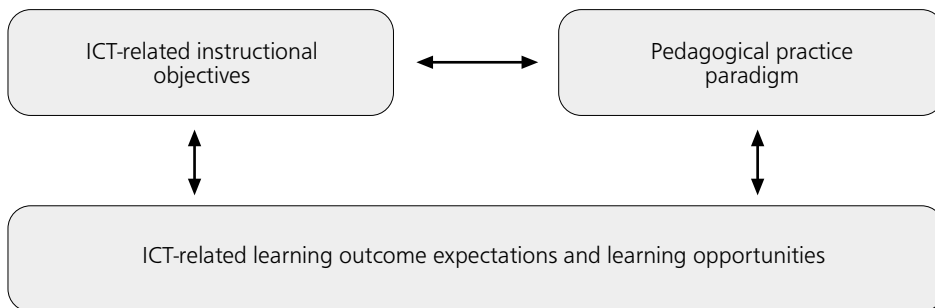 ICT-related instructional
objectives
Pedagogical practice
paradigm
ICT-related learning outcome expectations and learning opportunities